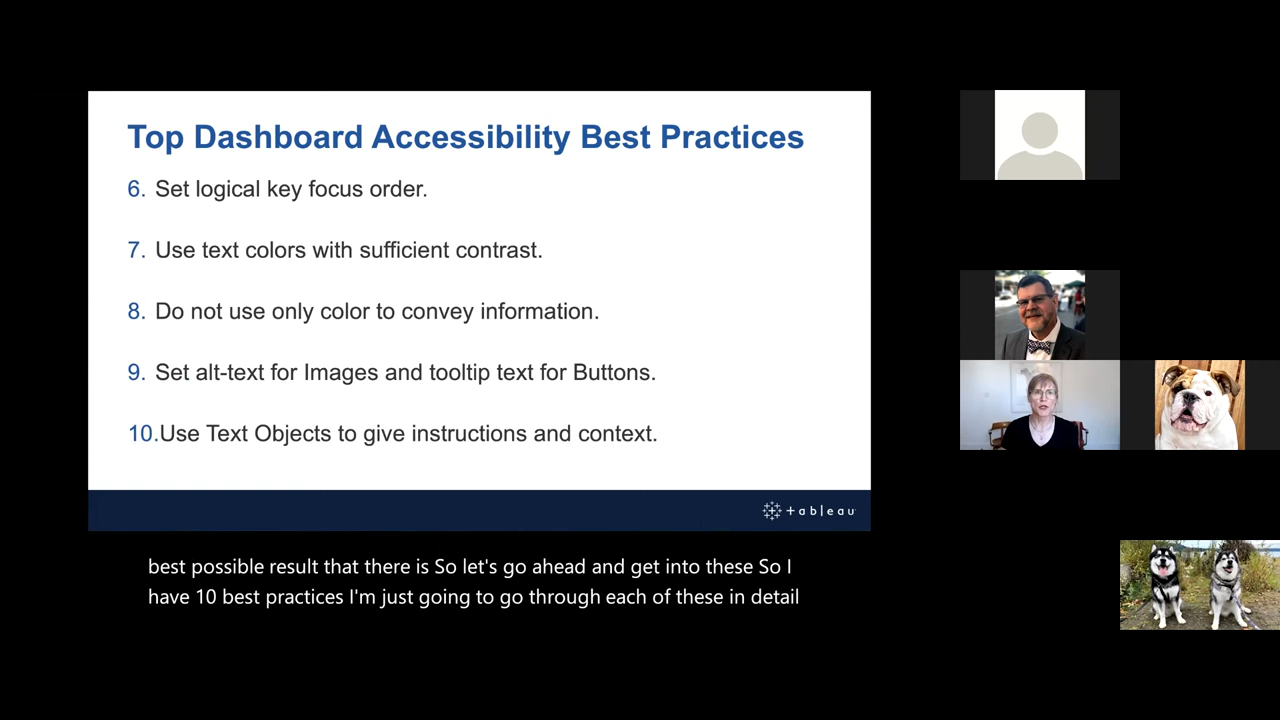 Top Dashboard Accessibility Best Practices
6. Set logical key focus order.
7. Use text colors with sufficient contrast.
8. Do not use only color to convey information.
9. Set alt-text for Images and tooltip text for Buttons.
10.Use Text Objects to give instructions and context.
+ableau
best possible result that there is So let's go ahead and get into these So I
have 10 best practices I'm just going to go through each of these in detail